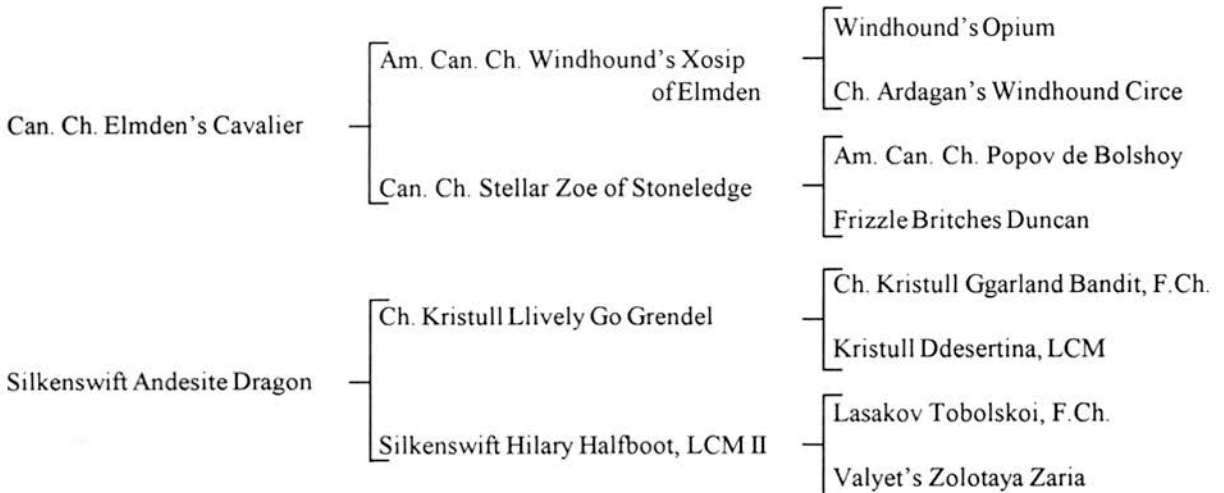 Windhound's Opium
Am. Can. Ch. Windhound's Xosip
of Elmden
Ch. Ardagan's Windhound Circe
Can. Ch. Elmden's Cavalier
Am. Can. Ch. Popov de Bolshoy
Can. Ch. Stellar Zoe of Stoneledge
Frizzle Britches Duncan
Ch. Kristull Ggarland Bandit, F.Ch.
Ch. Kristull Llively Go Grendel
Kristull Ddesertina, LCM
Silkenswift Andesite Dragon
Lasakov Tobolskoi, F.Ch.
Silkenswift Hilary Halfboot, LCM II
Valyet's Zolotaya Zaria